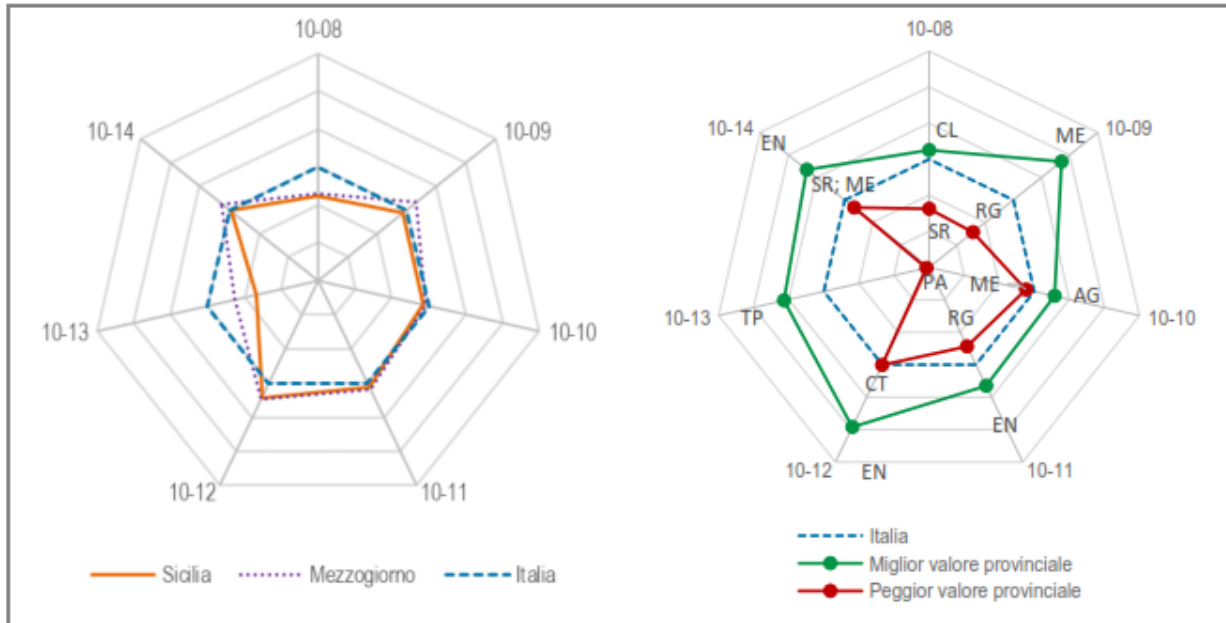 10-08
10-14
10-09
10-13
10-10
10-12
10-11
Sicilia
Mezzogiorno
Italia
10-08
10-14
10-09
EN
CL
ME
SR; ME
RG
SR
PA
ME
AG
10-10
TP
10-13
RG
CT
EN
10-12
EN
10-11
Italia
Miglior valore provinciale
Peggior valore provinciale